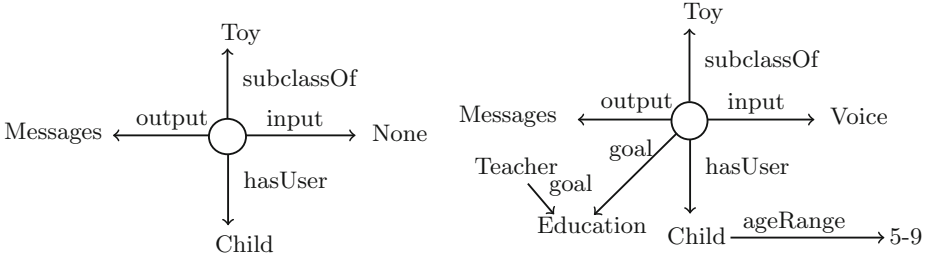 Toy
subclassOf
output
input
Messages
None
hasUser
Child
Toy
subclassOf
output
input
Messages
Voice
goal
hasUser
Teacher
goal
Education
Child
ageRange
5-9